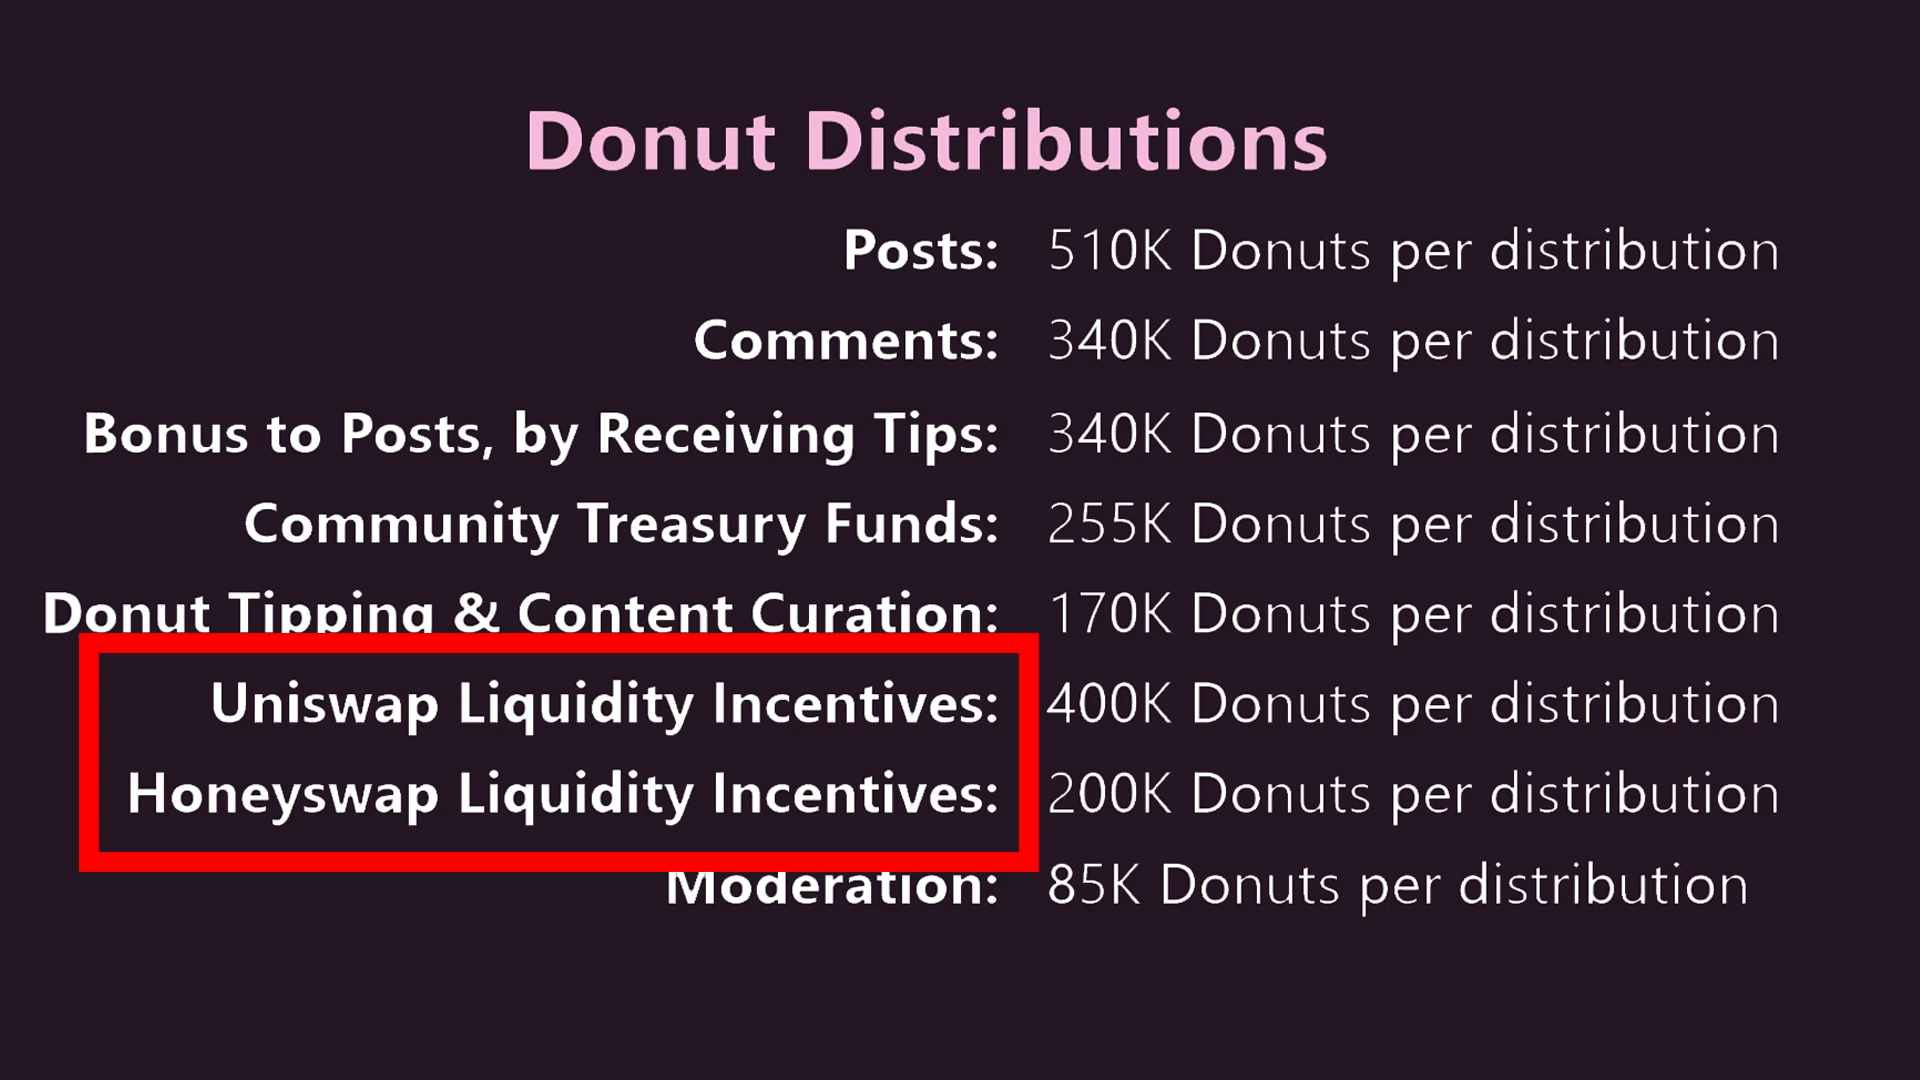 Donut Distributions
Posts: 510K Donuts per distribution
Comments: 340K Donuts per distribution
Bonus to Posts, by Receiving Tips: 340K Donuts per distribution
Community Treasury Funds: 255K Donuts per distribution
Donut Tipping & Content Curation: 170K Donuts per distribution
Uniswap Liquidity Incentives: 400K Donuts per distribution
Honeyswap Liquidity Incentives: 200K Donuts per distribution
Moderation: 85K Donuts per distribution